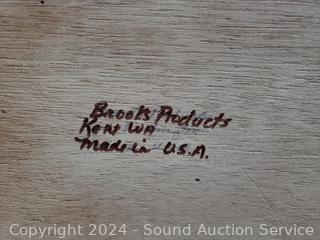 Brooks Products
Kent WA
Made in U.S.A.
Copyright © 2024 - Sound Auction Service